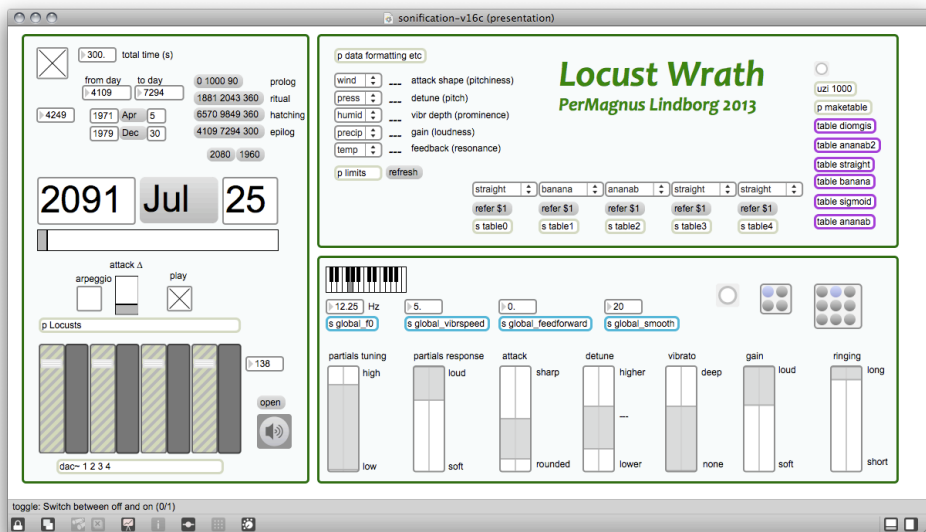 sonification-v16c (presentation)
300. total time (s)
from day to day
4109 7294
4249
1971 Apr 5
1979 Dec 30
0 1000 90 prolog
1881 2043 360 ritual
6570 9849 360 hatching
4109 7294 300 epilog
2080 1960
2091 Jul 25
attack Δ
arpeggio
play
p Locusts
138
open
dac~ 1 2 3 4
p data formatting etc
wind --- attack shape (pitchiness)
press --- detune (pitch)
humid --- vibr depth (prominence)
precip --- gain (loudness)
temp --- feedback (resonance)
p limits refresh
Locust Wrath
PerMagnus Lindborg 2013
straight banana ananab straight straight
refer $1 refer $1 refer $1 refer $1 refer $1
s table0 s table1 s table2 s table3 s table4
uzi 1000
p maketable
table diomgis
table ananab2
table straight
table banana
table sigmoid
table ananab
12.25 Hz 5. 0. 20
s global_f0 s global_vibrspeed s global_feedforward s global_smooth
partials tuning partials response attack detune vibrato gain ringing
high loud sharp higher deep loud long
---
low soft rounded lower none soft short
toggle: Switch between off and on (0/1)